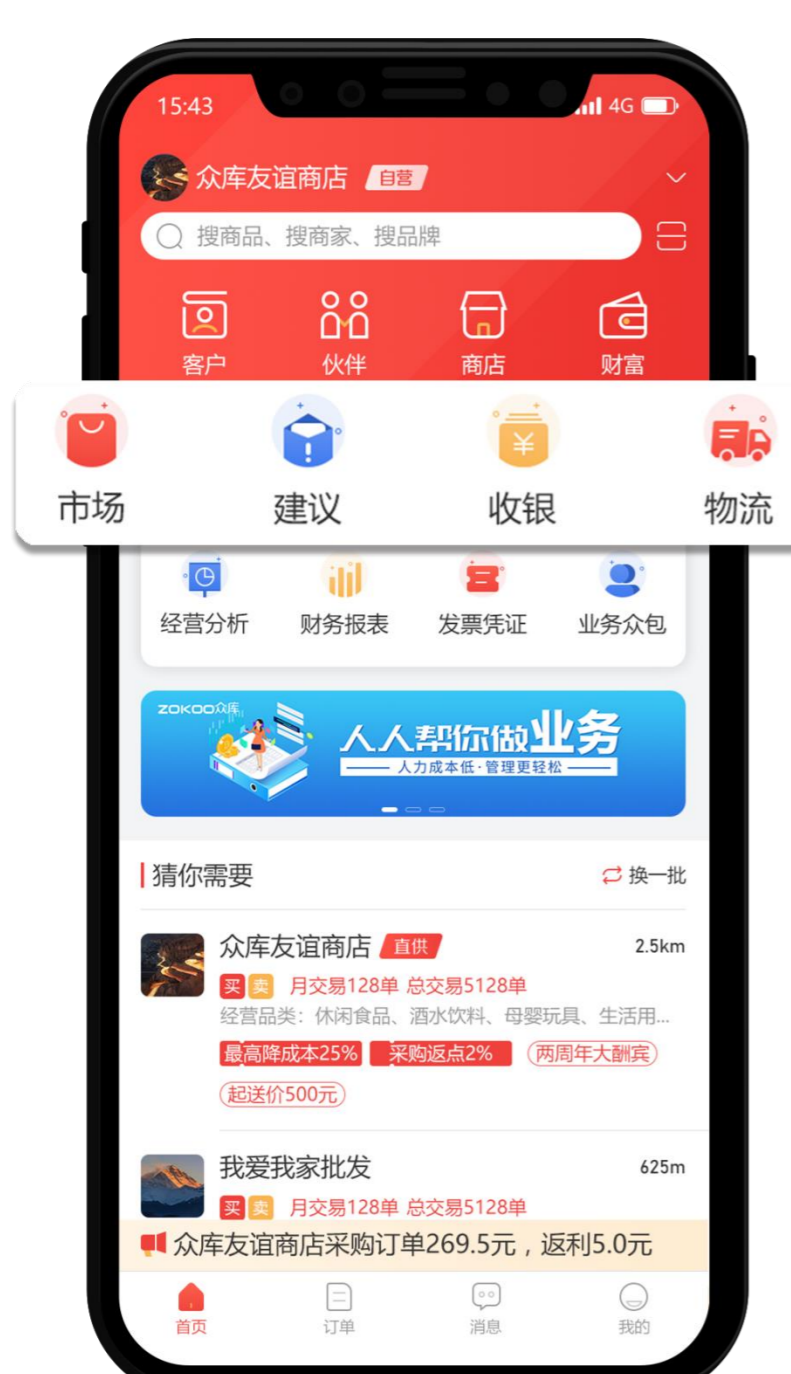 15:43 4G
众库友谊商店 自营
搜商品、搜商家、搜品牌
客户 伙伴 商店 财富
市场 建议 收银 物流
经营分析 财务报表 发票凭证 业务众包
ZOKOO众库
人人帮你做业务
人力成本低·管理更轻松
猜你需要 换一批
众库友谊商店 直供 2.5km
买 卖 月交易128单 总交易5128单
经营品类：休闲食品、酒水饮料、母婴玩具、生活用...
最高降成本25% 采购返点2% 两周年大酬宾
起送价500元
我爱我家批发 625m
买 卖 月交易128单 总交易5128单
众库友谊商店采购订单269.5元，返利5.0元
首页 订单 消息 我的